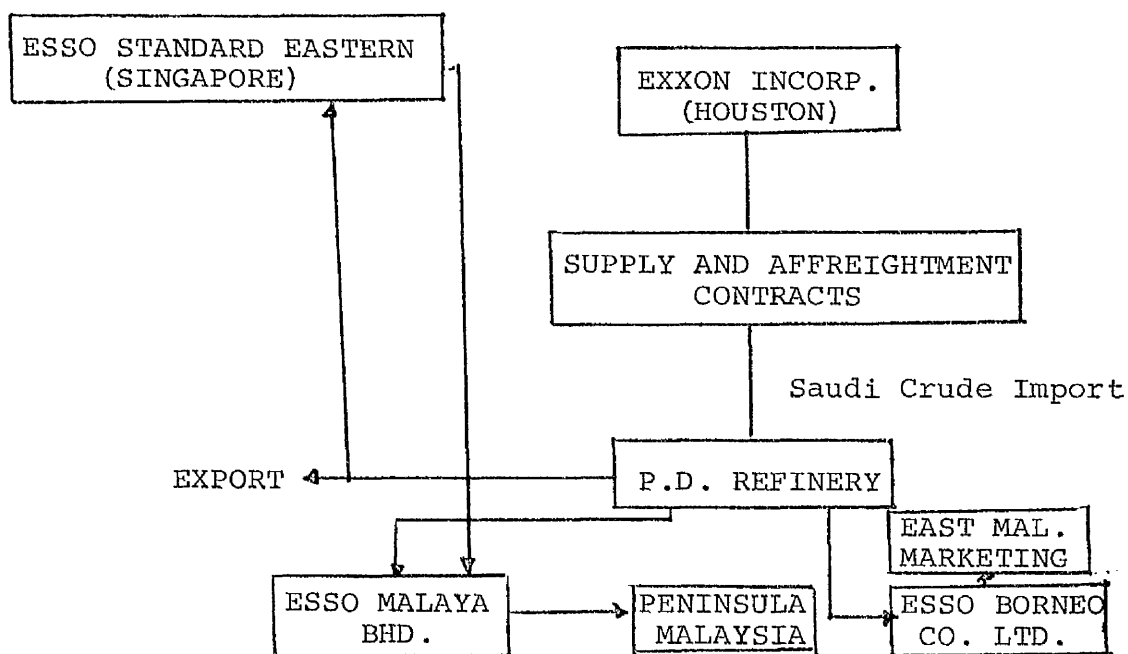 ESSO STANDARD EASTERN
(SINGAPORE)
EXXON INCORP.
(HOUSTON)
SUPPLY AND AFFREIGHTMENT
CONTRACTS
Saudi Crude Import
EXPORT
P.D. REFINERY
EAST MAL.
MARKETING
ESSO MALAYA
BHD.
PENINSULA
MALAYSIA
ESSO BORNEO
CO. LTD.